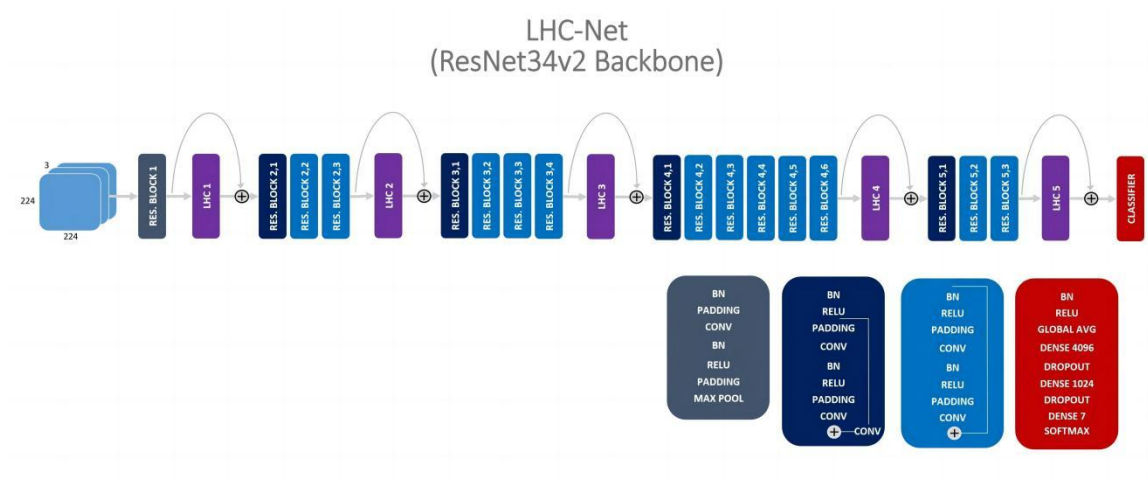 LHC-Net
(ResNet34v2 Backbone)
3
224
224
RES. BLOCK 1
LHC 1
RES. BLOCK 2,1
RES. BLOCK 2,2
RES. BLOCK 2,3
LHC 2
RES. BLOCK 3,1
RES. BLOCK 3,2
RES. BLOCK 3,3
RES. BLOCK 3,4
LHC 3
RES. BLOCK 4,1
RES. BLOCK 4,2
RES. BLOCK 4,3
RES. BLOCK 4,4
RES. BLOCK 4,5
RES. BLOCK 4,6
LHC 4
RES. BLOCK 5,1
RES. BLOCK 5,2
RES. BLOCK 5,3
LHC 5
CLASSIFIER
BN
PADDING
CONV
BN
RELU
PADDING
MAX POOL
BN
RELU
PADDING
CONV
BN
RELU
PADDING
CONV
CONV
BN
RELU
PADDING
CONV
BN
RELU
PADDING
CONV
BN
RELU
GLOBAL AVG
DENSE 4096
DROPOUT
DENSE 1024
DROPOUT
DENSE 7
SOFTMAX